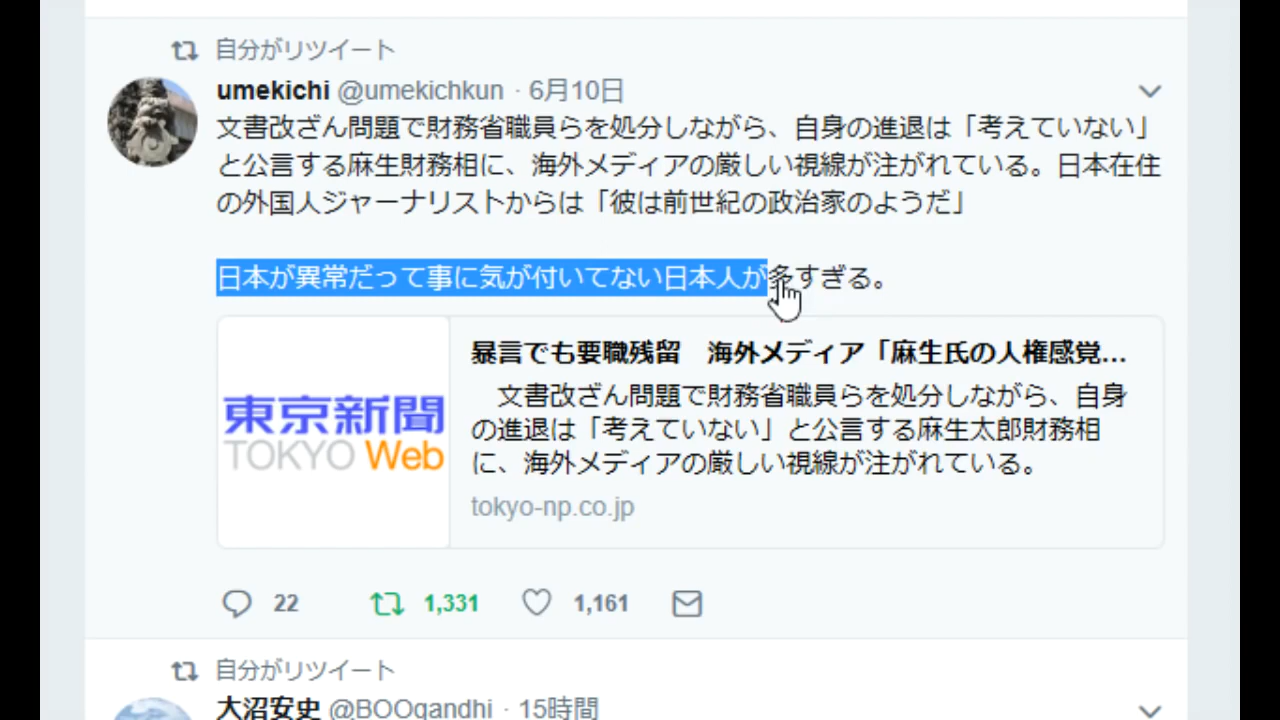 自分がリツイート
umekichi @umekichkun · 6月10日
文書改ざん問題で財務省職員らを処分しながら、自身の進退は「考えていない」
と公言する麻生財務相に、海外メディアの厳しい視線が注がれている。日本在住
の外国人ジャーナリストからは「彼は前世紀の政治家のようだ」
日本が異常だって事に気が付いてない日本人が多すぎる。
東京新聞
TOKYO Web
暴言でも要職残留　海外メディア「麻生氏の人権感覚...
文書改ざん問題で財務省職員らを処分しながら、自身
の進退は「考えていない」と公言する麻生太郎財務相
に、海外メディアの厳しい視線が注がれている。
tokyo-np.co.jp
22 1,331 1,161
自分がリツイート
大沼安史 @BOOgandhi · 15時間